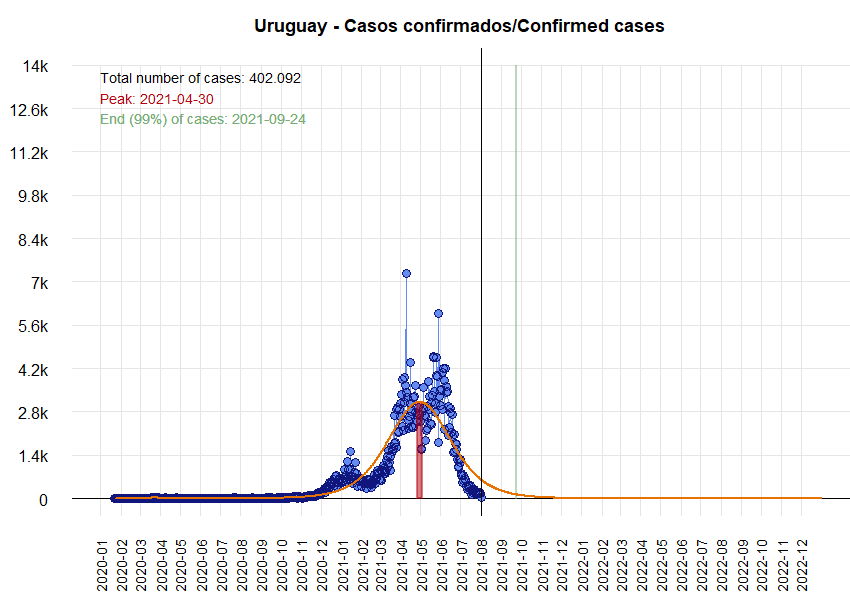 Uruguay - Casos confirmados/Confirmed cases
14k
12.6k
11.2k
9.8k
8.4k
7k
5.6k
4.2k
2.8k
1.4k
0
Total number of cases: 402.092
Peak: 2021-04-30
End (99%) of cases: 2021-09-24
2020-01
2020-02
2020-03
2020-04
2020-05
2020-06
2020-07
2020-08
2020-09
2020-10
2020-11
2020-12
2021-01
2021-02
2021-03
2021-04
2021-05
2021-06
2021-07
2021-08
2021-09
2021-10
2021-11
2021-12
2022-01
2022-02
2022-03
2022-04
2022-05
2022-06
2022-07
2022-08
2022-09
2022-10
2022-11
2022-12